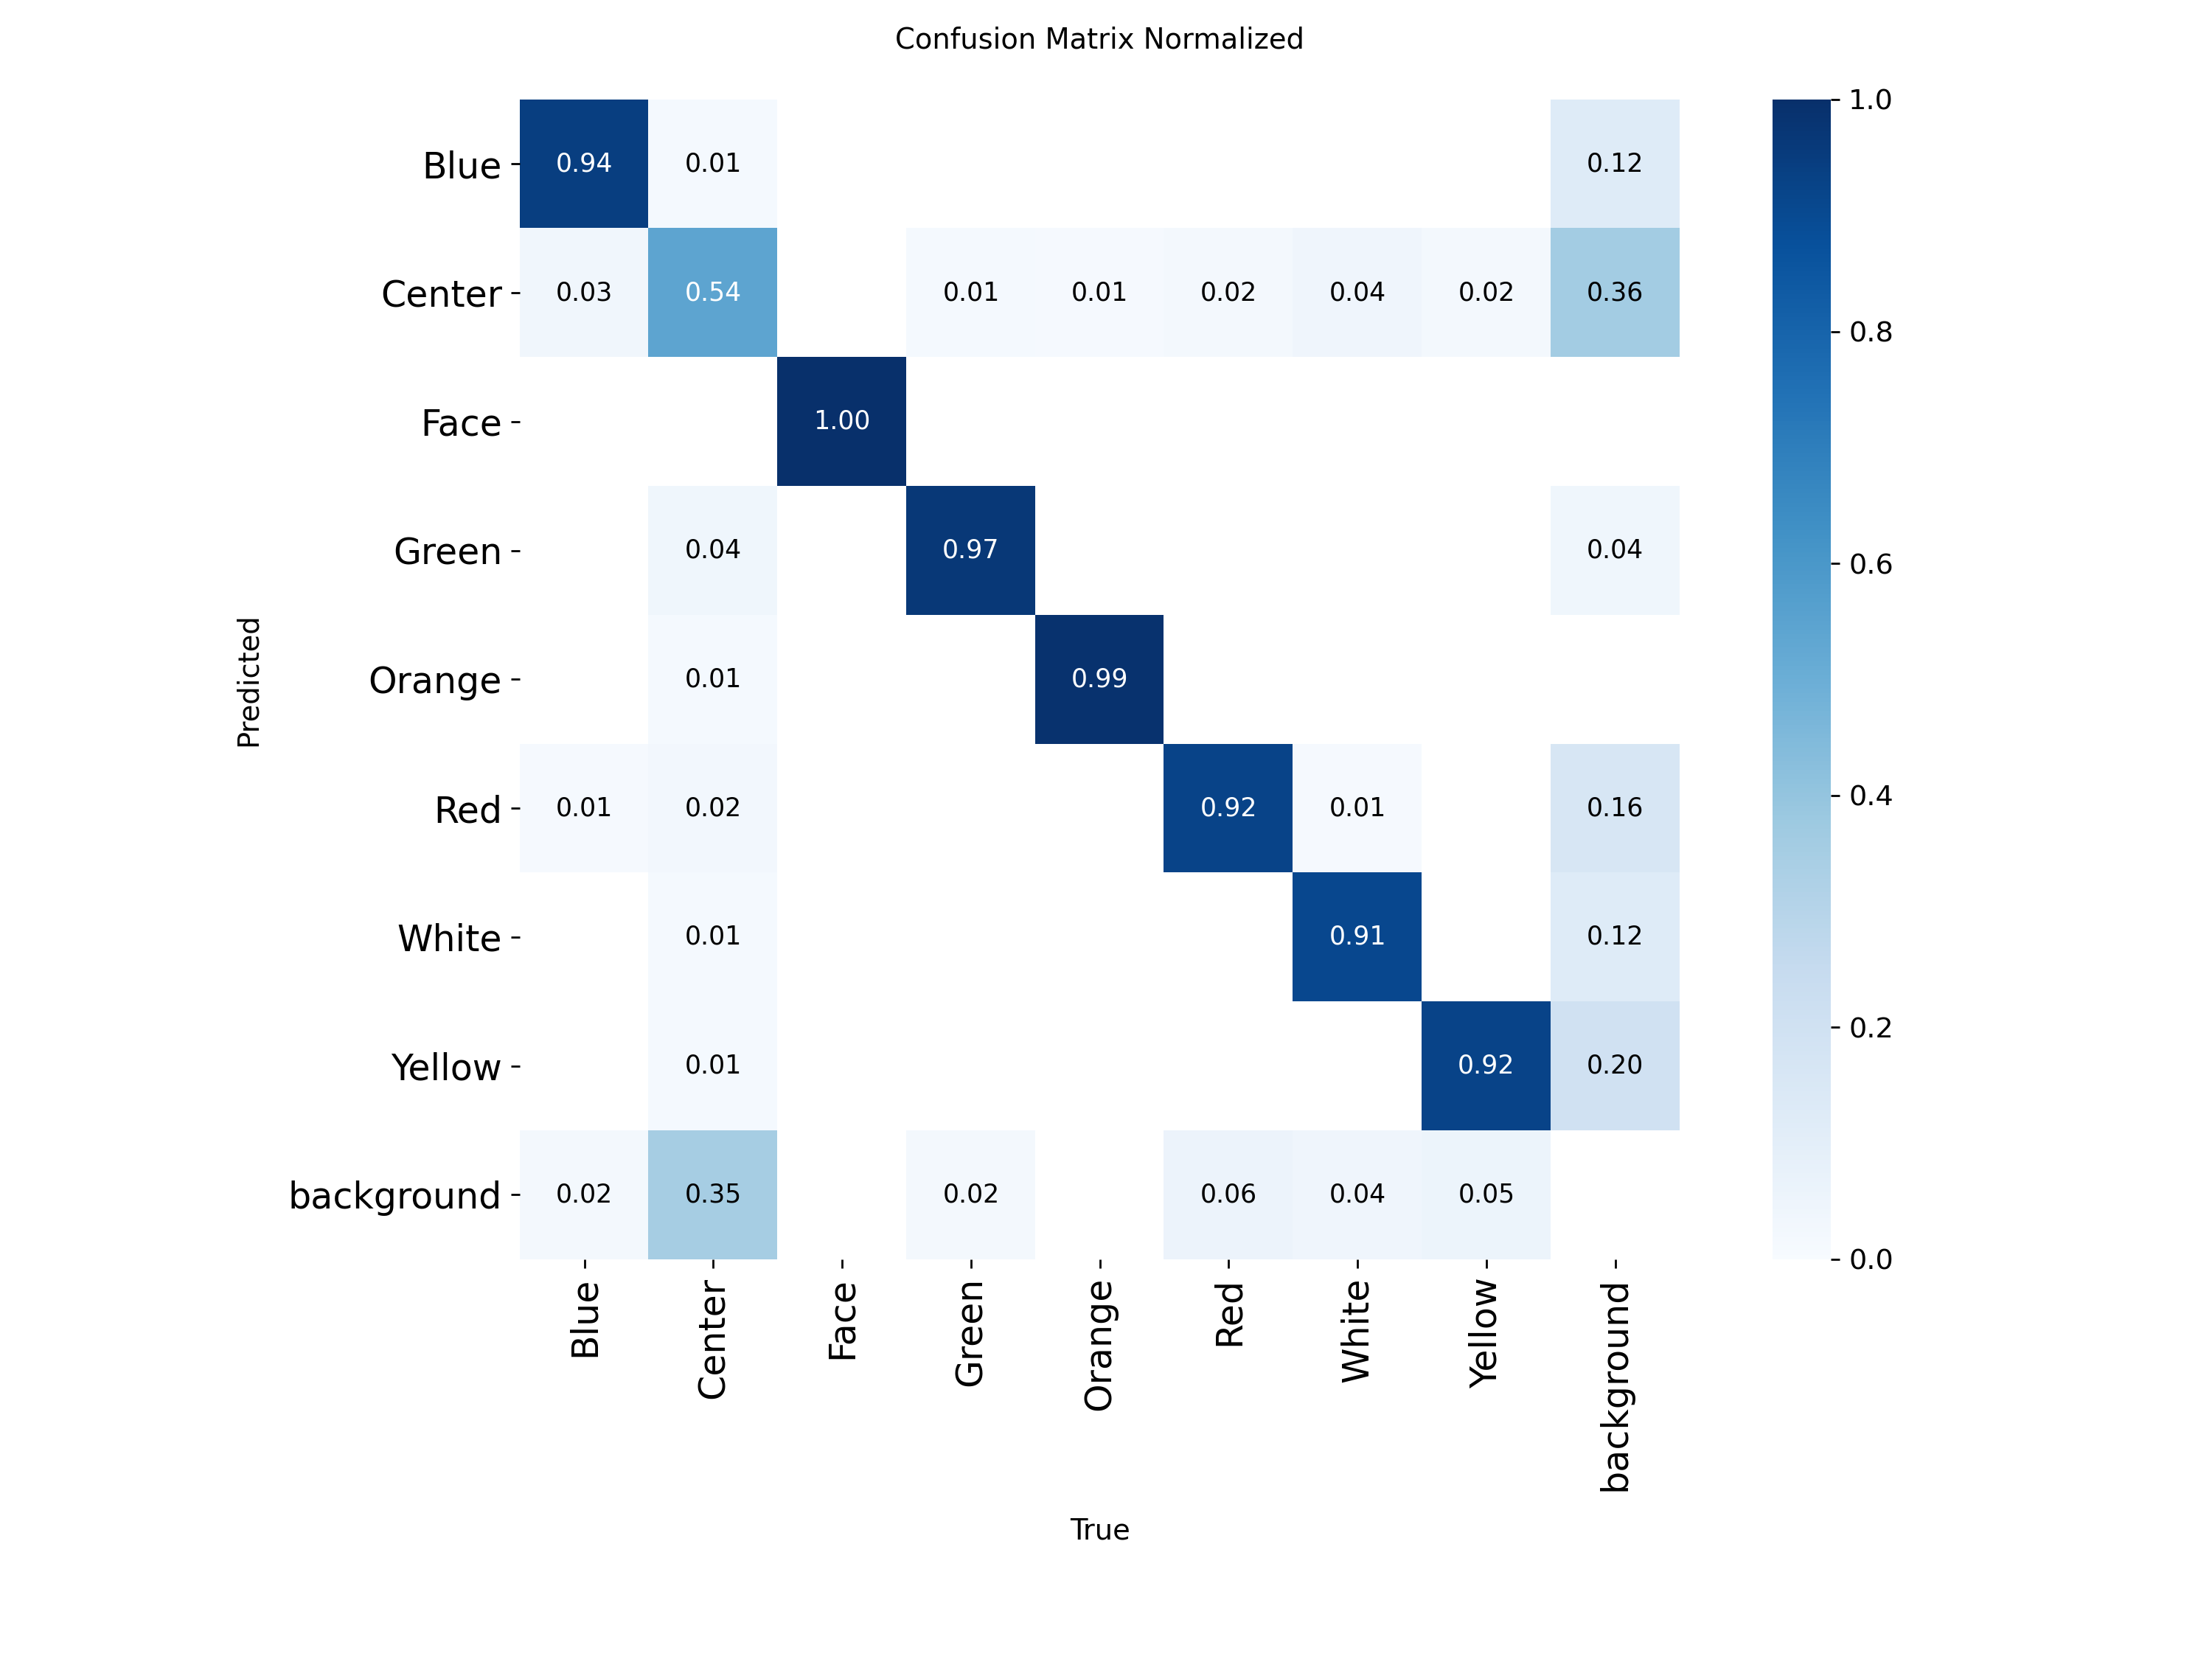 Confusion Matrix Normalized
Blue 0.94 0.01 0.12
Center 0.03 0.54 0.01 0.01 0.02 0.04 0.02 0.36
Face 1.00
Green 0.04 0.97 0.04
Orange 0.01 0.99
Red 0.01 0.02 0.92 0.01 0.16
White 0.01 0.91 0.12
Yellow 0.01 0.92 0.20
background 0.02 0.35 0.02 0.06 0.04 0.05
Predicted
Blue Center Face Green Orange Red White Yellow background
True
1.0
0.8
0.6
0.4
0.2
0.0